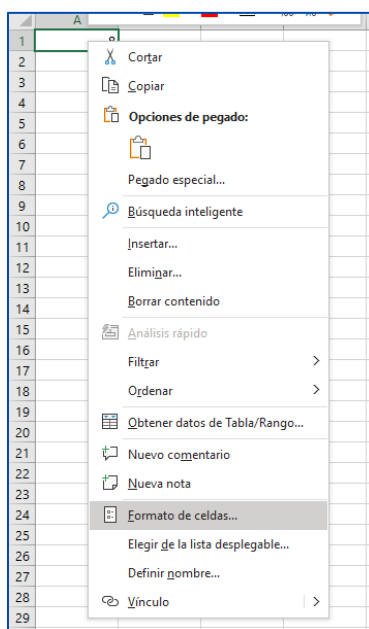 A
1
2
3
4
5
6
7
8
9
10
11
12
13
14
15
16
17
18
19
20
21
22
23
24
25
26
27
28
29
Cortar
Copiar
Opciones de pegado:
Pegado especial...
Búsqueda inteligente
Insertar...
Eliminar...
Borrar contenido
Análisis rápido
Filtrar
Ordenar
Obtener datos de Tabla/Rango...
Nuevo comentario
Nueva nota
Formato de celdas...
Elegir de la lista desplegable...
Definir nombre...
Vínculo